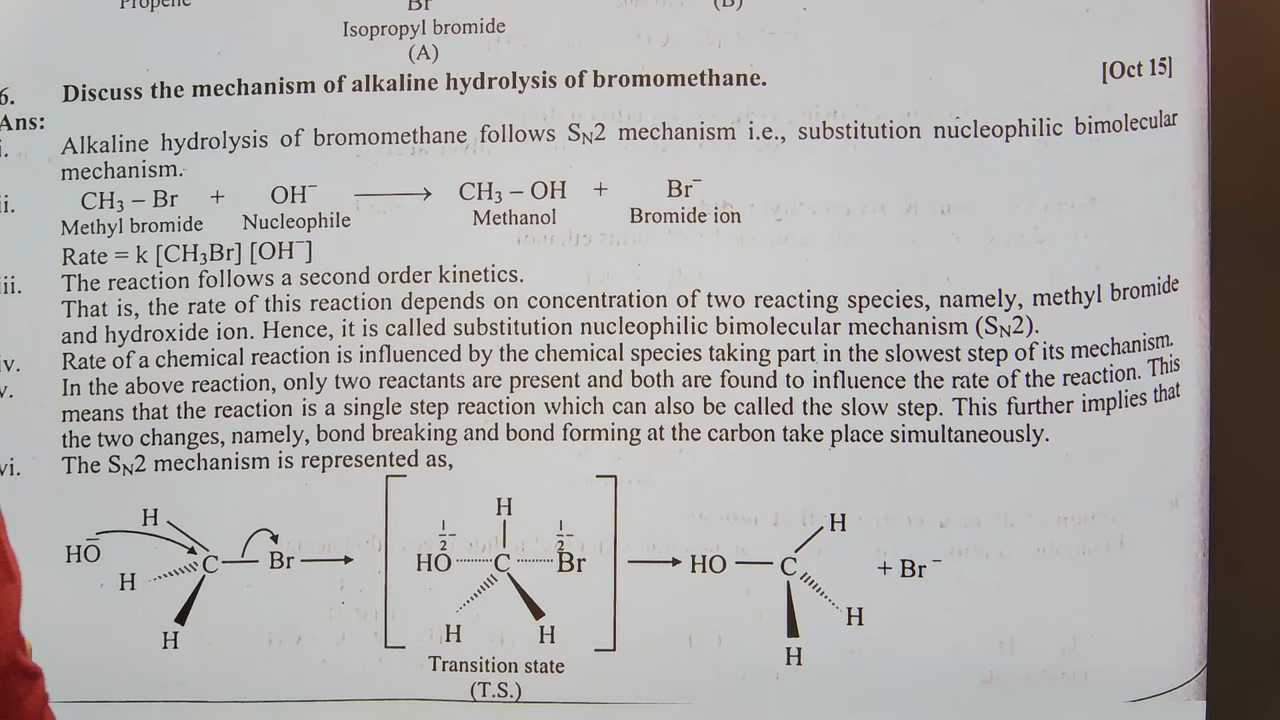 Propene
Br
(B)
Isopropyl bromide
(A)
6. Discuss the mechanism of alkaline hydrolysis of bromomethane. [Oct 15]
Ans:
i. Alkaline hydrolysis of bromomethane follows SN2 mechanism i.e., substitution nucleophilic bimolecular
mechanism.
ii. CH₃ – Br + OH⁻ ⟶ CH₃ – OH + Br⁻
Methyl bromide Nucleophile Methanol Bromide ion
Rate = k [CH₃Br] [OH⁻]
iii. The reaction follows a second order kinetics.
That is, the rate of this reaction depends on concentration of two reacting species, namely, methyl bromide
and hydroxide ion. Hence, it is called substitution nucleophilic bimolecular mechanism (SN2).
iv. Rate of a chemical reaction is influenced by the chemical species taking part in the slowest step of its mechanism.
v. In the above reaction, only two reactants are present and both are found to influence the rate of the reaction. This
means that the reaction is a single step reaction which can also be called the slow step. This further implies that
the two changes, namely, bond breaking and bond forming at the carbon take place simultaneously.
vi. The SN2 mechanism is represented as,
H H H
1/2- 1/2-
HO⁻ C Br HO C Br HO C + Br⁻
H H H H
H H
Transition state
(T.S.)